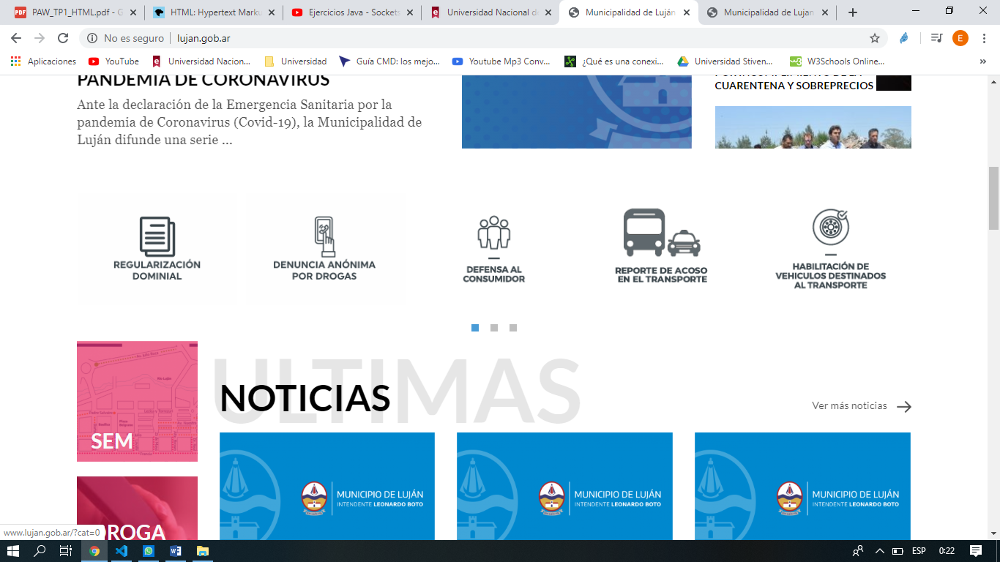 PAW_TP1_HTML.pdf - G
HTML: Hypertext Marku
Ejercicios Java - Sockets
Universidad Nacional d
Municipalidad de Luján
Municipalidad de Lujan
No es seguro
lujan.gob.ar
E
Aplicaciones
YouTube
Universidad Nacion...
Universidad
Guía CMD: los mejo...
Youtube Mp3 Conv...
¿Qué es una conexi...
Universidad Stiven...
W3Schools Online...
»
PANDEMIA DE CORONAVIRUS
Ante la declaración de la Emergencia Sanitaria por la
pandemia de Coronavirus (Covid-19), la Municipalidad de
Luján difunde una serie ...
CUARENTENA Y SOBREPRECIOS
REGULARIZACIÓN
DOMINIAL
DENUNCIA ANÓNIMA
POR DROGAS
DEFENSA AL
CONSUMIDOR
REPORTE DE ACOSO
EN EL TRANSPORTE
HABILITACIÓN DE
VEHICULOS DESTINADOS
AL TRANSPORTE
ULTIMAS
NOTICIAS
Ver más noticias
SEM
MUNICIPIO DE LUJÁN
INTENDENTE LEONARDO BOTO
MUNICIPIO DE LUJÁN
INTENDENTE LEONARDO BOTO
MUNICIPIO DE LUJÁN
INTENDENTE LEONARDO BOTO
DROGA
www.lujan.gob.ar/?cat=0
ESP
0:22